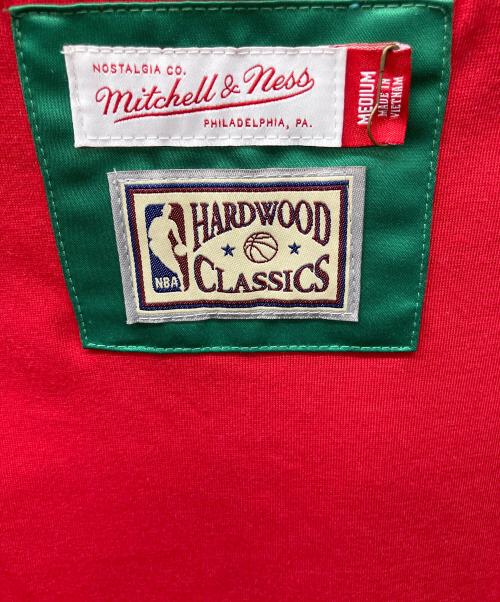 NOSTALGIA CO.
Mitchell & Ness
PHILADELPHIA, PA.
MEDIUM
MADE IN
VIETNAM
HARDWOOD
CLASSICS
NBA